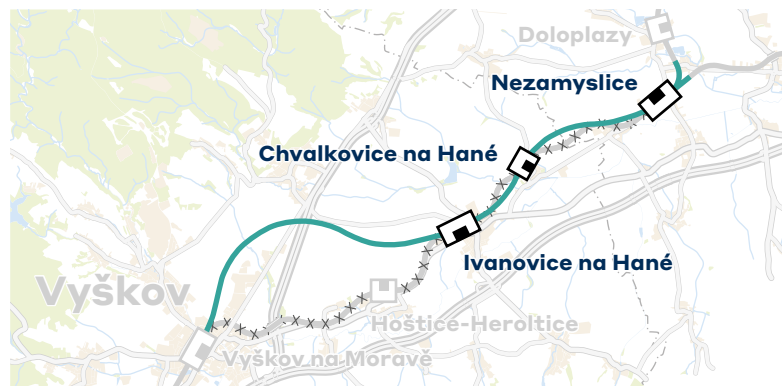 Doloplazy
Nezamyslice
Chvalkovice na Hané
Ivanovice na Hané
Vyškov
Hoštice-Heroltice
Vyškov na Moravě